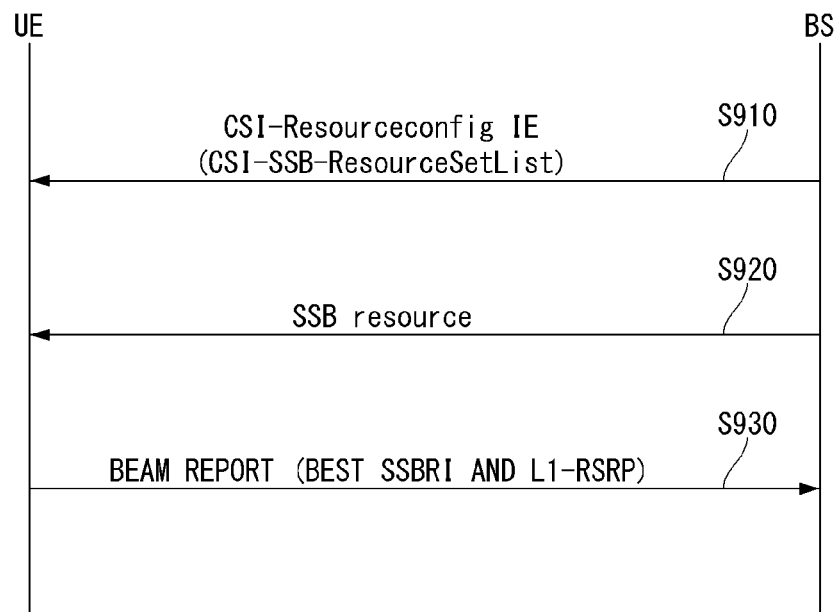 UE
BS
S910
CSI-Resourceconfig IE
(CSI-SSB-ResourceSetList)
S920
SSB resource
S930
BEAM REPORT (BEST SSBRI AND L1-RSRP)